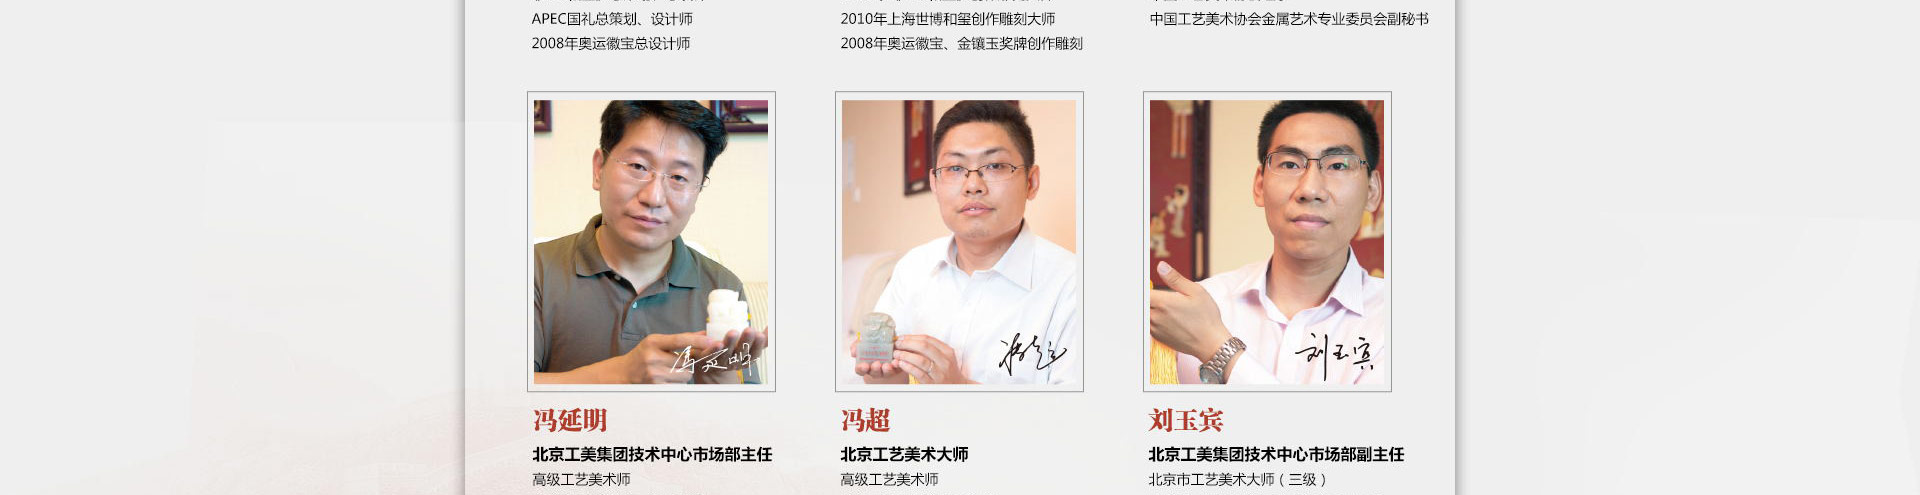 APEC国礼总策划、设计师
2008年奥运徽宝总设计师
2010年上海世博和玺创作雕刻大师
2008年奥运徽宝、金镶玉奖牌创作雕刻
中国工艺美术协会金属艺术专业委员会副秘书
冯延明
冯超
刘玉宾
冯延明
北京工美集团技术中心市场部主任
高级工艺美术师
冯超
北京工艺美术大师
高级工艺美术师
刘玉宾
北京工美集团技术中心市场部副主任
北京市工艺美术大师（三级）